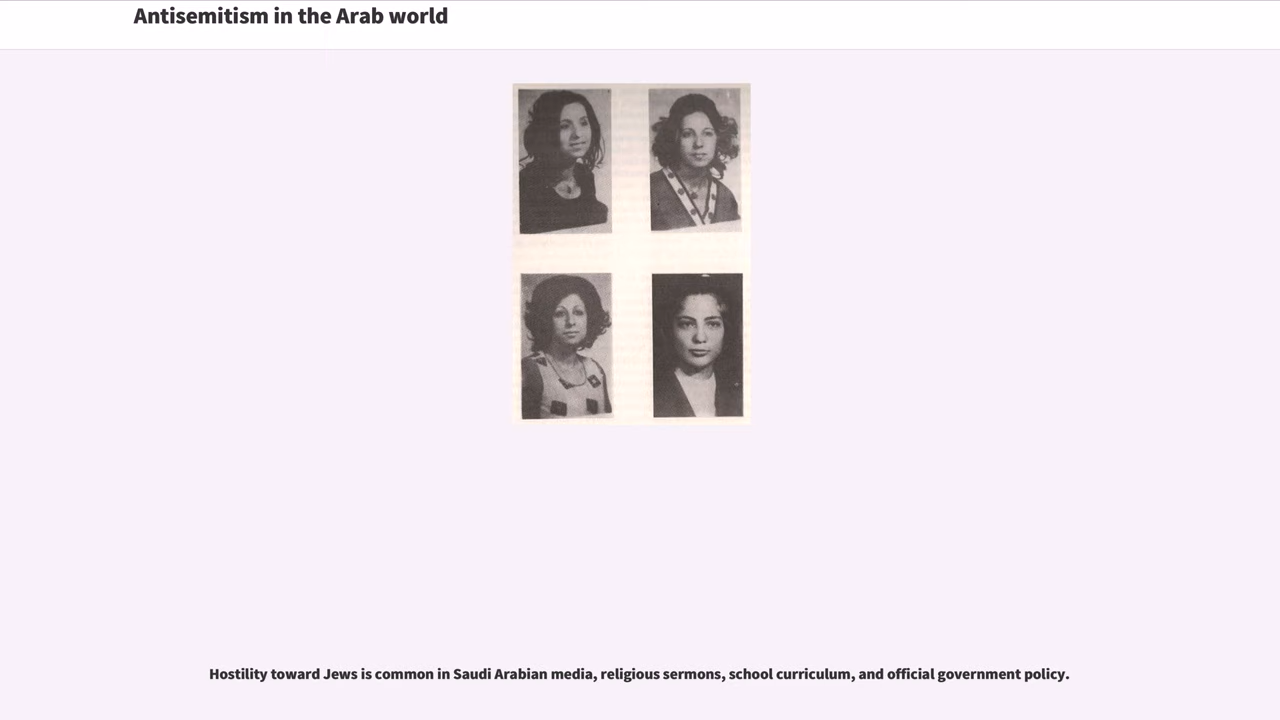 Antisemitism in the Arab world
Hostility toward Jews is common in Saudi Arabian media, religious sermons, school curriculum, and official government policy.